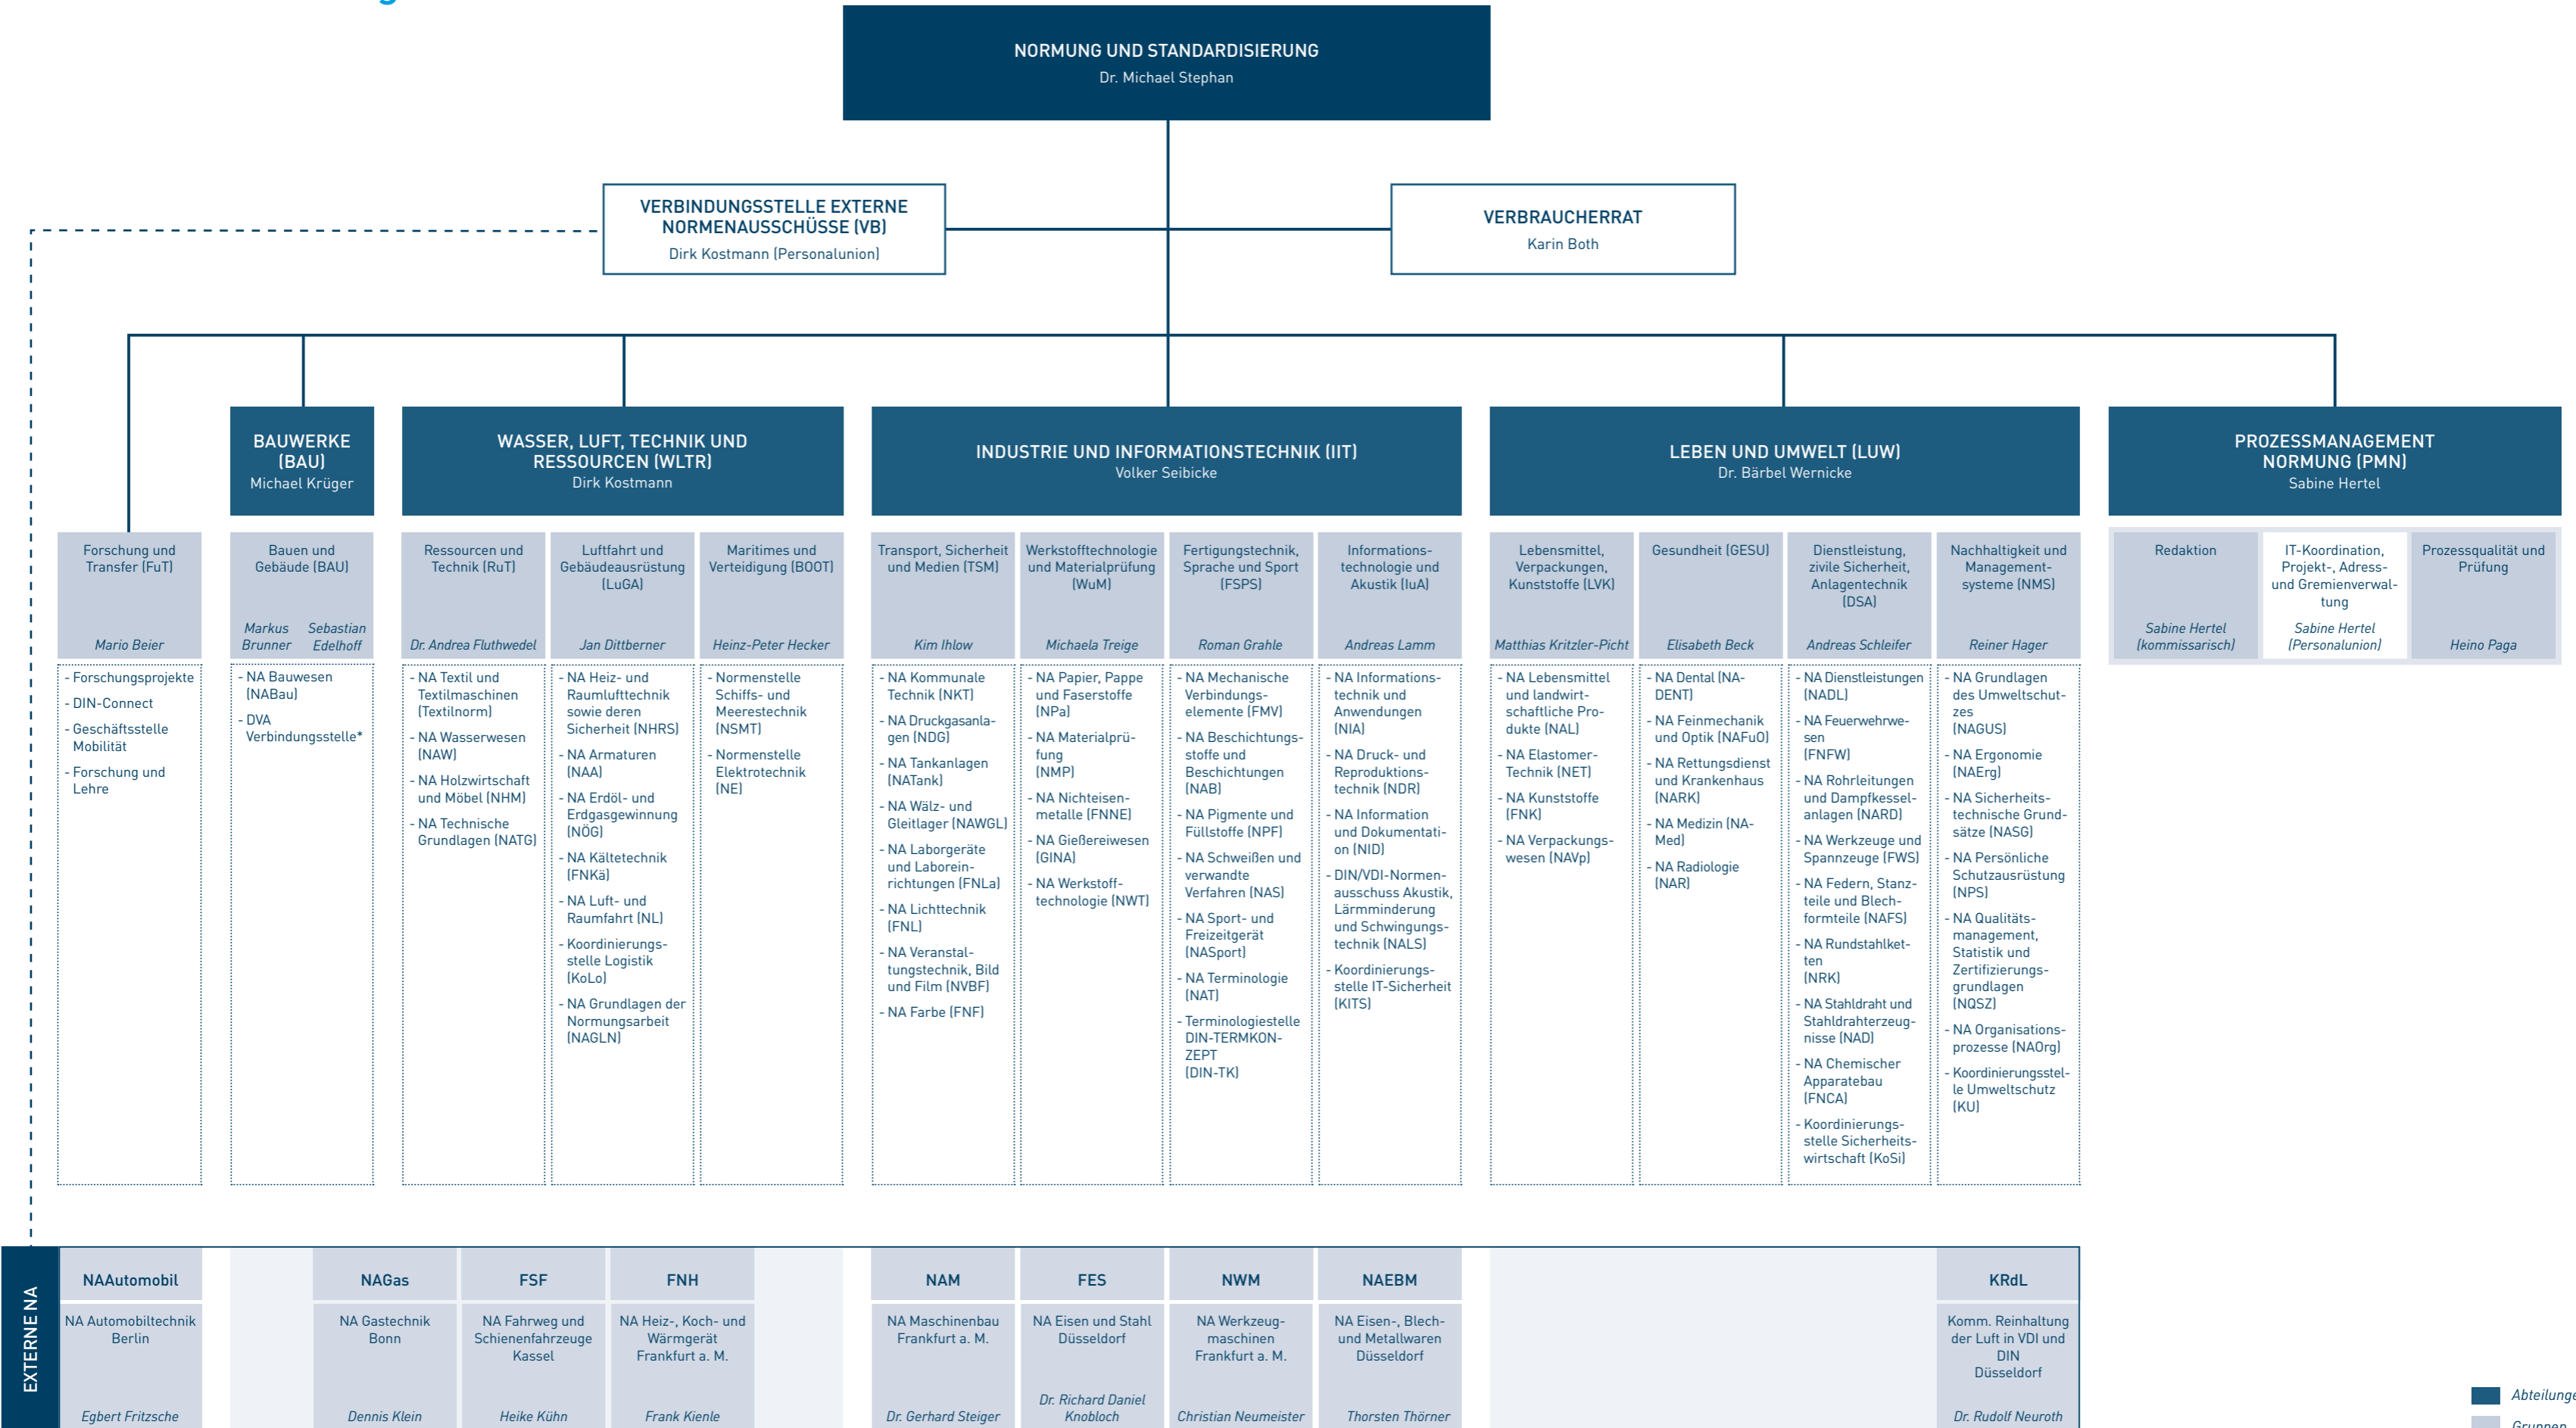 NORMUNG UND STANDARDISIERUNG
Dr. Michael Stephan
VERBINDUNGSSTELLE EXTERNE
NORMENAUSSCHÜSSE (VB)
Dirk Kostmann (Personalunion)
VERBRAUCHERRAT
Karin Both
BAUWERKE
(BAU)
Michael Krüger
WASSER, LUFT, TECHNIK UND
RESSOURCEN (WLTR)
Dirk Kostmann
INDUSTRIE UND INFORMATIONSTECHNIK (IIT)
Volker Seibicke
LEBEN UND UMWELT (LUW)
Dr. Bärbel Wernicke
PROZESSMANAGEMENT
NORMUNG (PMN)
Sabine Hertel
Forschung und
Transfer (FuT)
Mario Beier
- Forschungsprojekte
- DIN-Connect
- Geschäftsstelle
Mobilität
- Forschung und
Lehre
Bauen und
Gebäude (BAU)
Markus
Brunner
Sebastian
Edelhoff
- NA Bauwesen
(NABau)
- DVA
Verbindungsstelle*
Ressourcen und
Technik (RuT)
Dr. Andrea Fluthwedel
- NA Textil und
Textilmaschinen
(Textilnorm)
- NA Wasserwesen
(NAW)
- NA Holzwirtschaft
und Möbel (NHM)
- NA Technische
Grundlagen (NATG)
Luftfahrt und
Gebäudeausrüstung
(LuGA)
Jan Dittberner
- NA Heiz- und
Raumlufttechnik
sowie deren
Sicherheit (NHRS)
- NA Armaturen
(NAA)
- NA Erdöl- und
Erdgasgewinnung
(NÖG)
- NA Kältetechnik
(FNKä)
- NA Luft- und
Raumfahrt (NL)
- Koordinierungs-
stelle Logistik
(KoLo)
- NA Grundlagen der
Normungsarbeit
(NAGLN)
Maritimes und
Verteidigung (BOOT)
Heinz-Peter Hecker
- Normenstelle
Schiffs- und
Meerestechnik
(NSMT)
- Normenstelle
Elektrotechnik
(NE)
Transport, Sicherheit
und Medien (TSM)
Kim Ihlow
- NA Kommunale
Technik (NKT)
- NA Druckgasanla-
gen (NDG)
- NA Tankanlagen
(NATank)
- NA Wälz- und
Gleitlager (NAWGL)
- NA Laborgeräte
und Laborein-
richtungen (FNLa)
- NA Lichttechnik
(FNL)
- NA Veranstal-
tungstechnik, Bild
und Film (NVBF)
- NA Farbe (FNF)
Werkstofftechnologie
und Materialprüfung
(WuM)
Michaela Treige
- NA Papier, Pappe
und Faserstoffe
(NPa)
- NA Materialprü-
fung
(NMP)
- NA Nichteisen-
metalle (FNNE)
- NA Gießereiwesen
(GINA)
- NA Werkstoff-
technologie (NWT)
Fertigungstechnik,
Sprache und Sport
(FSPS)
Roman Grahle
- NA Mechanische
Verbindungs-
elemente (FMV)
- NA Beschichtungs-
stoffe und
Beschichtungen
(NAB)
- NA Pigmente und
Füllstoffe (NPF)
- NA Schweißen und
verwandte
Verfahren (NAS)
- NA Sport- und
Freizeitgerät
(NASport)
- NA Terminologie
(NAT)
- Terminologiestelle
DIN-TERMKON-
ZEPT
(DIN-TK)
Informations-
technologie und
Akustik (IuA)
Andreas Lamm
- NA Informations-
technik und
Anwendungen
(NIA)
- NA Druck- und
Reproduktions-
technik (NDR)
- NA Information
und Dokumentati-
on (NID)
- DIN/VDI-Normen-
ausschuss Akustik,
Lärmminderung
und Schwingungs-
technik (NALS)
- Koordinierungs-
stelle IT-Sicherheit
(KITS)
Lebensmittel,
Verpackungen,
Kunststoffe (LVK)
Matthias Kritzler-Picht
- NA Lebensmittel
und landwirt-
schaftliche Pro-
dukte (NAL)
- NA Elastomer-
Technik (NET)
- NA Kunststoffe
(FNK)
- NA Verpackungs-
wesen (NAVp)
Gesundheit (GESU)
Elisabeth Beck
- NA Dental (NA-
DENT)
- NA Feinmechanik
und Optik (NAFuO)
- NA Rettungsdienst
und Krankenhaus
(NARK)
- NA Medizin (NA-
Med)
- NA Radiologie
(NAR)
Dienstleistung,
zivile Sicherheit,
Anlagentechnik
(DSA)
Andreas Schleifer
- NA Dienstleistungen
(NADL)
- NA Feuerwehrwe-
sen
(FNFW)
- NA Rohrleitungen
und Dampfkessel-
anlagen (NARD)
- NA Werkzeuge und
Spannzeuge (FWS)
- NA Federn, Stanz-
teile und Blech-
formteile (NAFS)
- NA Rundstahlket-
ten
(NRK)
- NA Stahldraht und
Stahldrahterzeug-
nisse (NAD)
- NA Chemischer
Apparatebau
(FNCA)
- Koordinierungs-
stelle Sicherheits-
wirtschaft (KoSi)
Nachhaltigkeit und
Management-
systeme (NMS)
Reiner Hager
- NA Grundlagen
des Umweltschut-
zes
(NAGUS)
- NA Ergonomie
(NAErg)
- NA Sicherheits-
technische Grund-
sätze (NASG)
- NA Persönliche
Schutzausrüstung
(NPS)
- NA Qualitäts-
management,
Statistik und
Zertifizierungs-
grundlagen
(NQSZ)
- NA Organisations-
prozesse (NAOrg)
- Koordinierungsstel-
le Umweltschutz
(KU)
Redaktion
Sabine Hertel
(kommissarisch)
IT-Koordination,
Projekt-, Adress-
und Gremienverwal-
tung
Sabine Hertel
(Personalunion)
Prozessqualität und
Prüfung
Heino Paga
EXTERNE NA
NAAutomobil
NA Automobiltechnik
Berlin
Egbert Fritzsche
NAGas
NA Gastechnik
Bonn
Dennis Klein
FSF
NA Fahrweg und
Schienenfahrzeuge
Kassel
Heike Kühn
FNH
NA Heiz-, Koch- und
Wärmgerät
Frankfurt a. M.
Frank Kienle
NAM
NA Maschinenbau
Frankfurt a. M.
Dr. Gerhard Steiger
FES
NA Eisen und Stahl
Düsseldorf
Dr. Richard Daniel
Knobloch
NWM
NA Werkzeug-
maschinen
Frankfurt a. M.
Christian Neumeister
NAEBM
NA Eisen-, Blech-
und Metallwaren
Düsseldorf
Thorsten Thörner
KRdL
Komm. Reinhaltung
der Luft in VDI und
DIN
Düsseldorf
Dr. Rudolf Neuroth